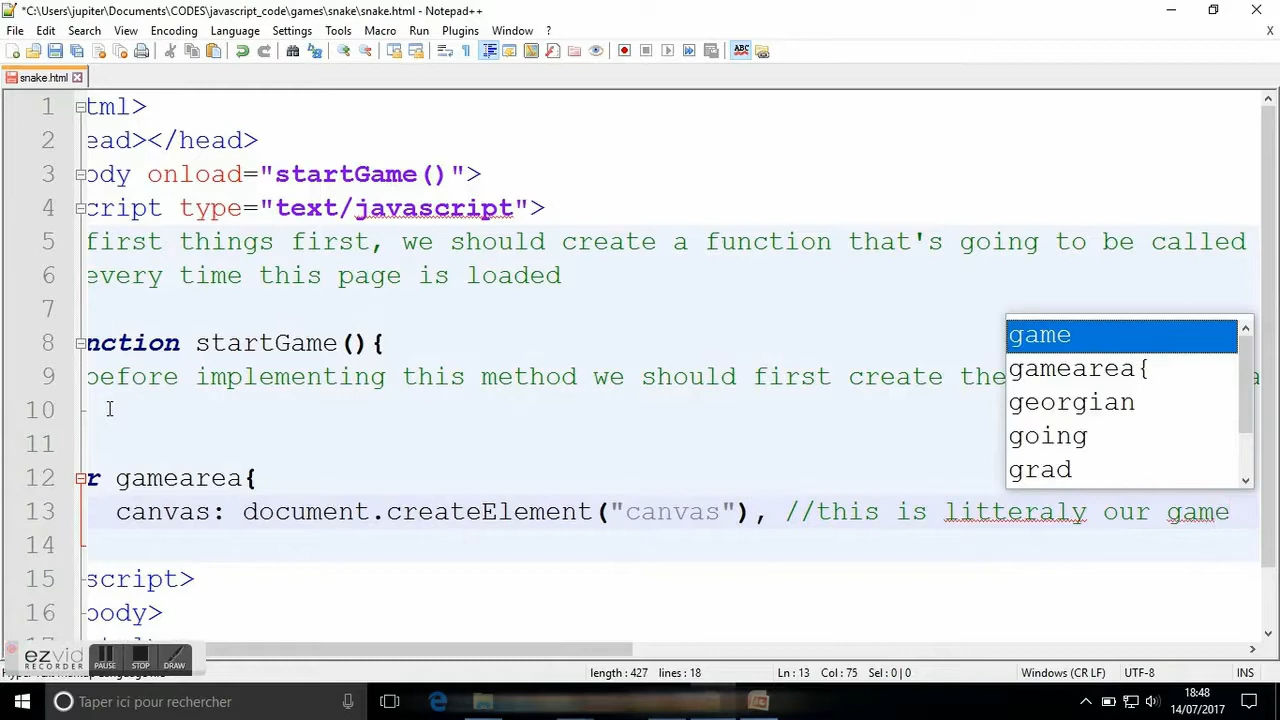 *C:\Users\jupiter\Documents\CODES\javascript_code\games\snake\snake.html - Notepad++
File Edit Search View Encoding Language Settings Tools Macro Run Plugins Window ? X
ABC
snake.html
1 tml>
2 ead></head>
3 ody onload="startGame()">
4 cript type="text/javascript">
5 first things first, we should create a function that's going to be called
6 every time this page is loaded
7
8 nction startGame(){
9 before implementing this method we should first create the
10
11
12 r gamearea{
13 canvas: document.createElement("canvas"), //this is litteraly our game
14
15 script>
16 body>
game
gamearea{
georgian
going
grad
ezvid
RECORDER
PAUSE STOP DRAW
length : 427 lines : 18 Ln : 13 Col : 75 Sel : 0 | 0 Windows (CR LF) UTF-8 INS
Taper ici pour rechercher
18:48
14/07/2017